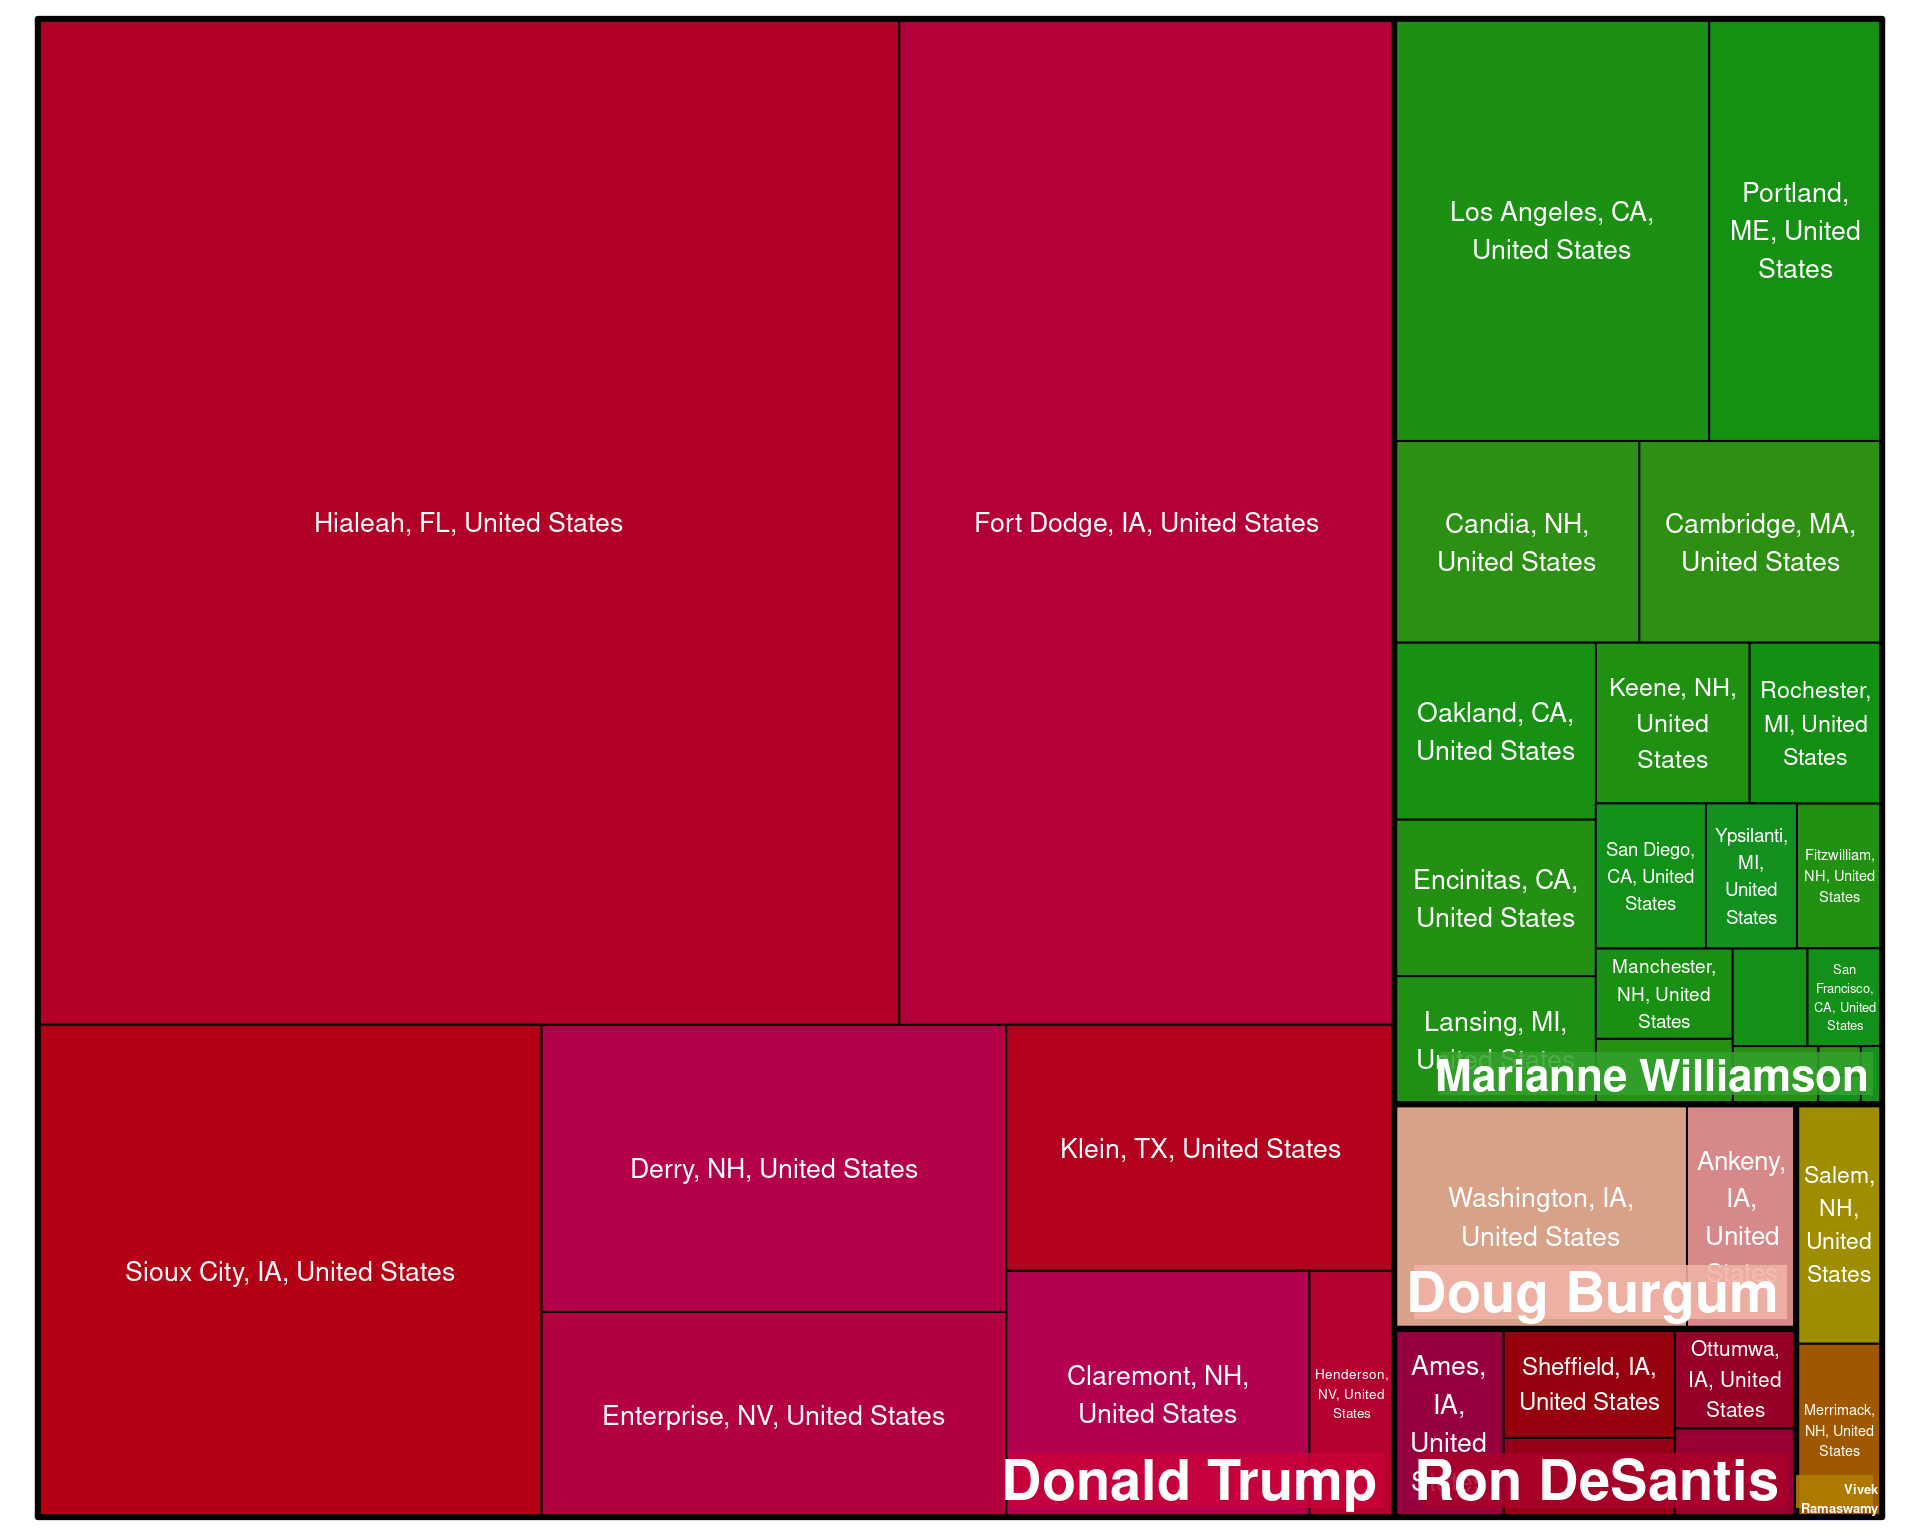 Hialeah, FL, United States
Fort Dodge, IA, United States
Sioux City, IA, United States
Derry, NH, United States
Enterprise, NV, United States
Klein, TX, United States
Claremont, NH,
United States
Henderson,
NV, United
States
Donald Trump
Los Angeles, CA,
United States
Portland,
ME, United
States
Candia, NH,
United States
Cambridge, MA,
United States
Oakland, CA,
United States
Keene, NH,
United
States
Rochester,
MI, United
States
Encinitas, CA,
United States
San Diego,
CA, United
States
Ypsilanti,
MI,
United
States
Fitzwilliam,
NH, United
States
Lansing, MI,
United States
Manchester,
NH, United
States
San
Francisco,
CA, United
States
Marianne Williamson
Washington, IA,
United States
Ankeny,
IA,
United
States
Doug Burgum
Ames,
IA,
United
States
Sheffield, IA,
United States
Ottumwa,
IA, United
States
Ron DeSantis
Salem,
NH,
United
States
Merrimack,
NH, United
States
Vivek
Ramaswamy